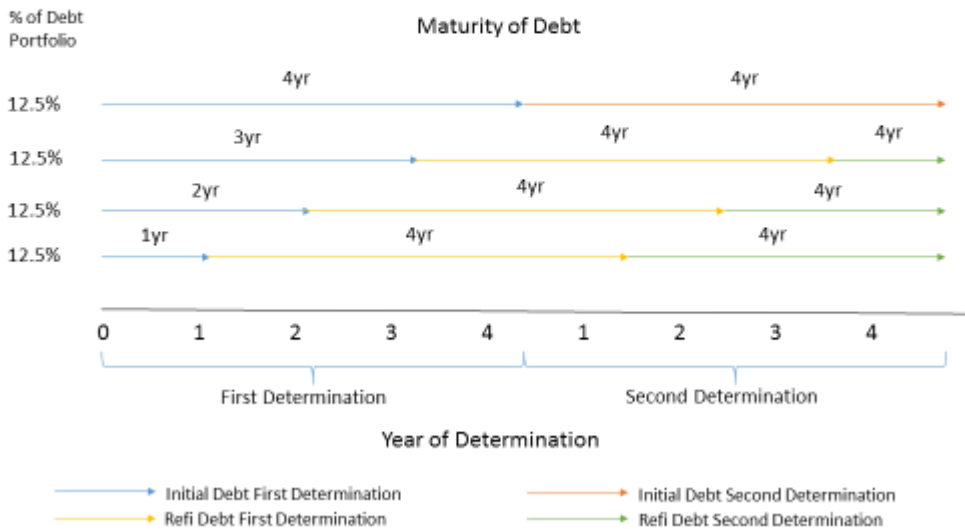 % of Debt
Portfolio
Maturity of Debt
4yr 4yr
12.5%
3yr 4yr 4yr
12.5%
2yr 4yr 4yr
12.5%
1yr 4yr 4yr
12.5%
0 1 2 3 4 1 2 3 4
First Determination Second Determination
Year of Determination
Initial Debt First Determination Initial Debt Second Determination
Refi Debt First Determination Refi Debt Second Determination